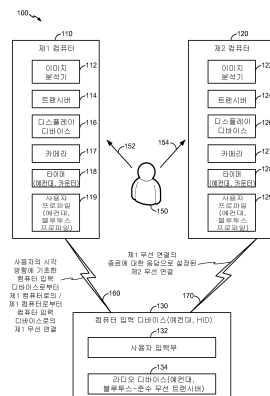 100
110
제1 컴퓨터
112
이미지
분석기
114
트랜시버
116
디스플레이
디바이스
117
카메라
118
타이머
(예컨대, 카운터)
119
사용자
프로파일(예
컨대,
블루투스
프로파일)
120
제2 컴퓨터
123
이미지
분석기
124
트랜시버
126
디스플레이
디바이스
127
카메라
128
타이머
(예컨대, 카운터)
129
사용자
프로파일(예
컨대,
블루투스
프로파일)
152
154
150
사용자의 시각
방향에 기초한
컴퓨터 입력
디바이스로부터
제1 컴퓨터로의 /
제1 컴퓨터로부터
컴퓨터 입력
디바이스로의
제1 무선 연결
제1 무선 연결의
종료에 대한 응답으로 설정된
제2 무선 연결
160
170
130
컴퓨터 입력 디바이스(예컨대, HID)
132
사용자 입력부
134
라디오 디바이스(예컨대,
블루투스-준수 무선 트랜시버)